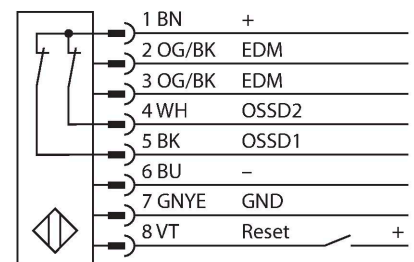 1 BN +
2 OG/BK EDM
3 OG/BK EDM
4 WH OSSD2
5 BK OSSD1
6 BU –
7 GNYE GND
8 VT Reset +